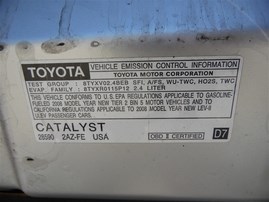 TOYOTA
VEHICLE EMISSION CONTROL INFORMATION
TOYOTA MOTOR CORPORATION
TEST GROUP : 8TYXV02.4BEB SFI, A/FS, WU-TWC, HO2S, TWC
EVAP. FAMILY : 8TYXR0115P12 2.4 LITER
THIS VEHICLE CONFORMS TO U.S. EPA REGULATIONS APPLICABLE TO GASOLINE-
FUELED 2008 MODEL YEAR NEW TIER 2 BIN 5 MOTOR VEHICLES AND TO
CALIFORNIA REGULATIONS APPLICABLE TO 2008 MODEL YEAR NEW LEV-II
ULEV PASSENGER CARS.
CATALYST
28590 2AZ-FE USA
OBD II CERTIFIED
D7